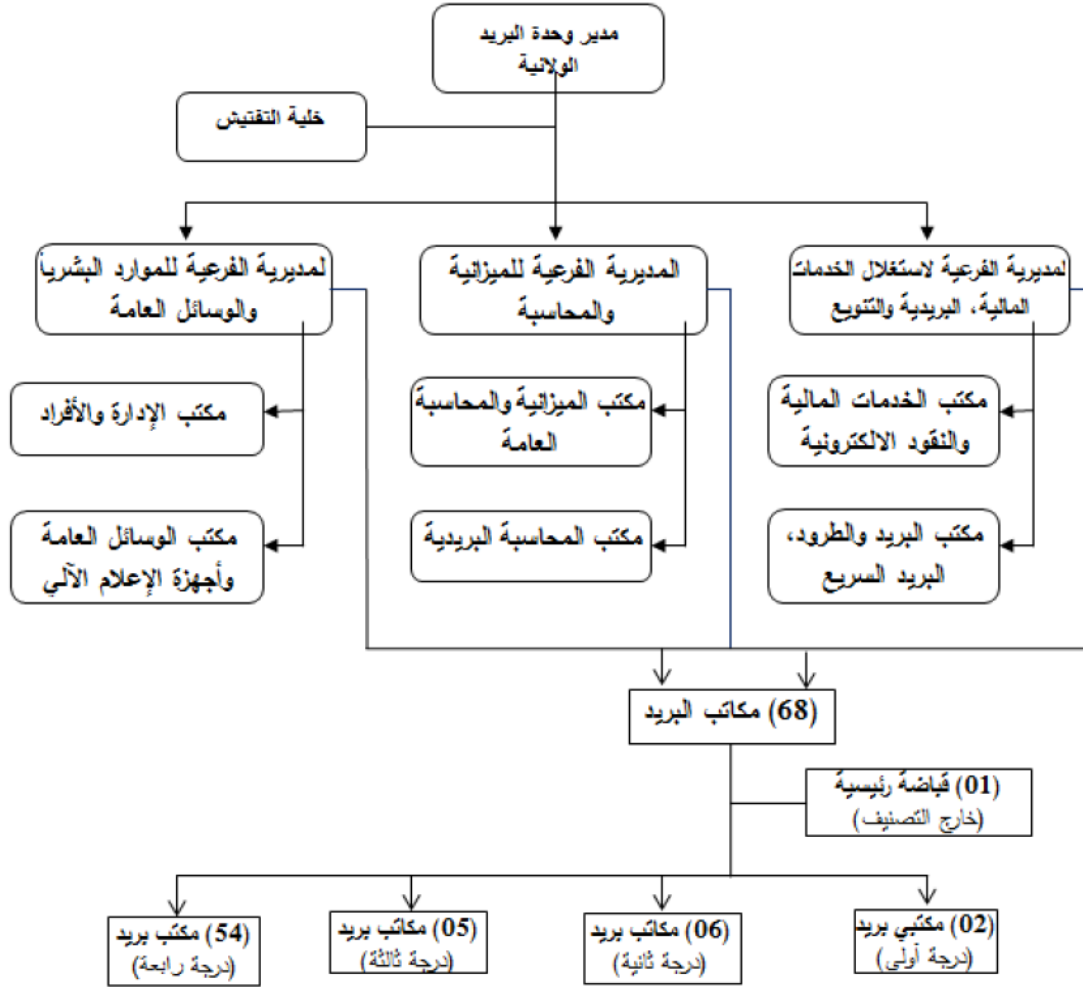 مدير وحدة البريد
الولائية
خلية التفتيش
لمديرية الفرعية لاستغلال الخدمات
المالية، البريدية والتنويع
المديرية الفرعية للميزانية
والمحاسبة
لمديرية الفرعية للموارد البشرية
والوسائل العامة
مكتب الخدمات المالية
والنقود الالكترونية
مكتب الميزانية والمحاسبة
العامة
مكتب الإدارة والأفراد
مكتب البريد والطرود،
البريد السريع
مكتب المحاسبة البريدية
مكتب الوسائل العامة
وأجهزة الإعلام الآلي
(68) مكاتب البريد
(01) قباضة رئيسية
(خارج التصنيف)
(02) مكتبي بريد
(درجة أولى)
(06) مكاتب بريد
(درجة ثانية)
(05) مكاتب بريد
(درجة ثالثة)
(54) مكتب بريد
(درجة رابعة)